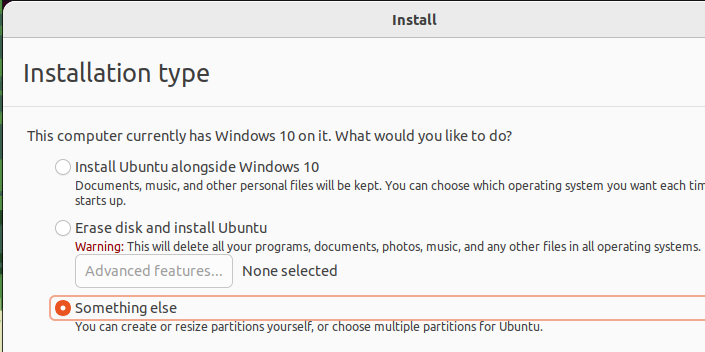 Install
Installation type
This computer currently has Windows 10 on it. What would you like to do?
Install Ubuntu alongside Windows 10
Documents, music, and other personal files will be kept. You can choose which operating system you want each
starts up.
Erase disk and install Ubuntu
Warning: This will delete all your programs, documents, photos, music, and any other files in all operating systems.
Advanced features... None selected
Something else
You can create or resize partitions yourself, or choose multiple partitions for Ubuntu.